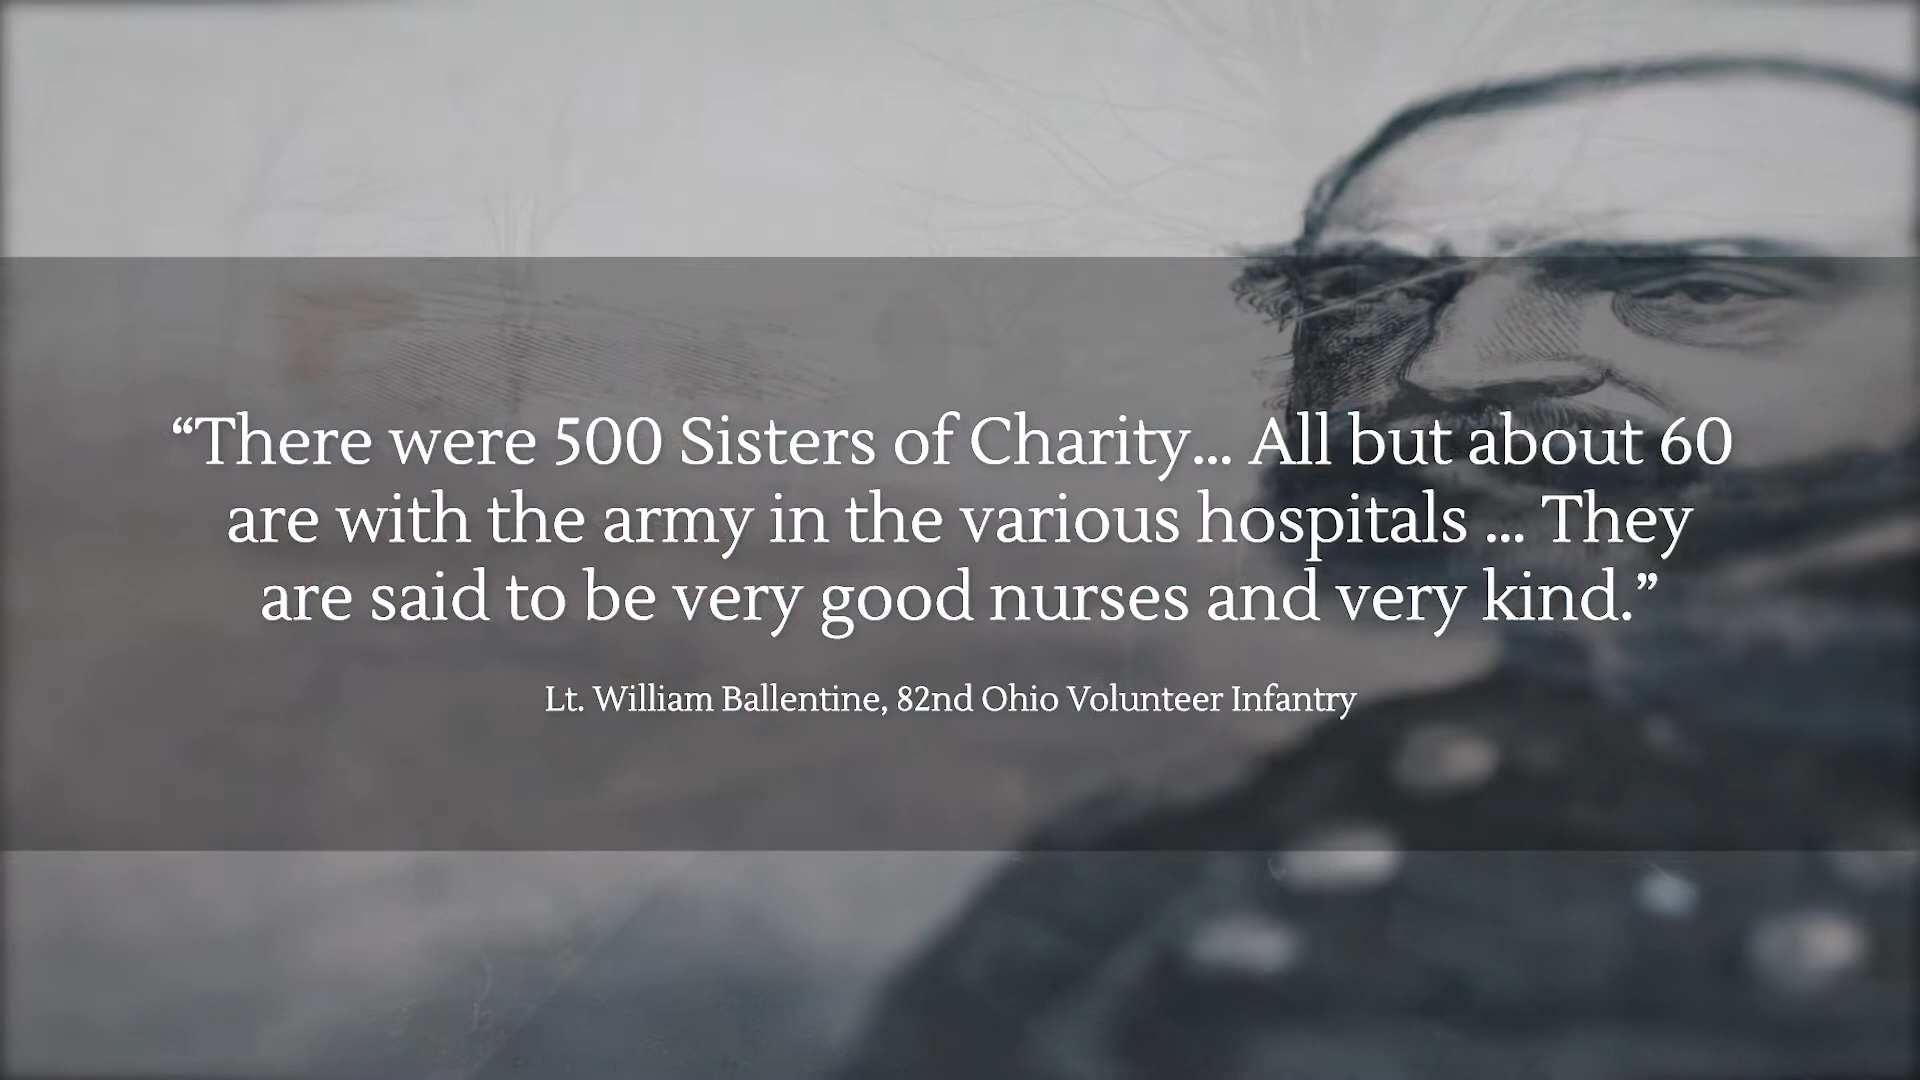 “There were 500 Sisters of Charity... All but about 60
are with the army in the various hospitals ... They
are said to be very good nurses and very kind.”
Lt. William Ballentine, 82nd Ohio Volunteer Infantry